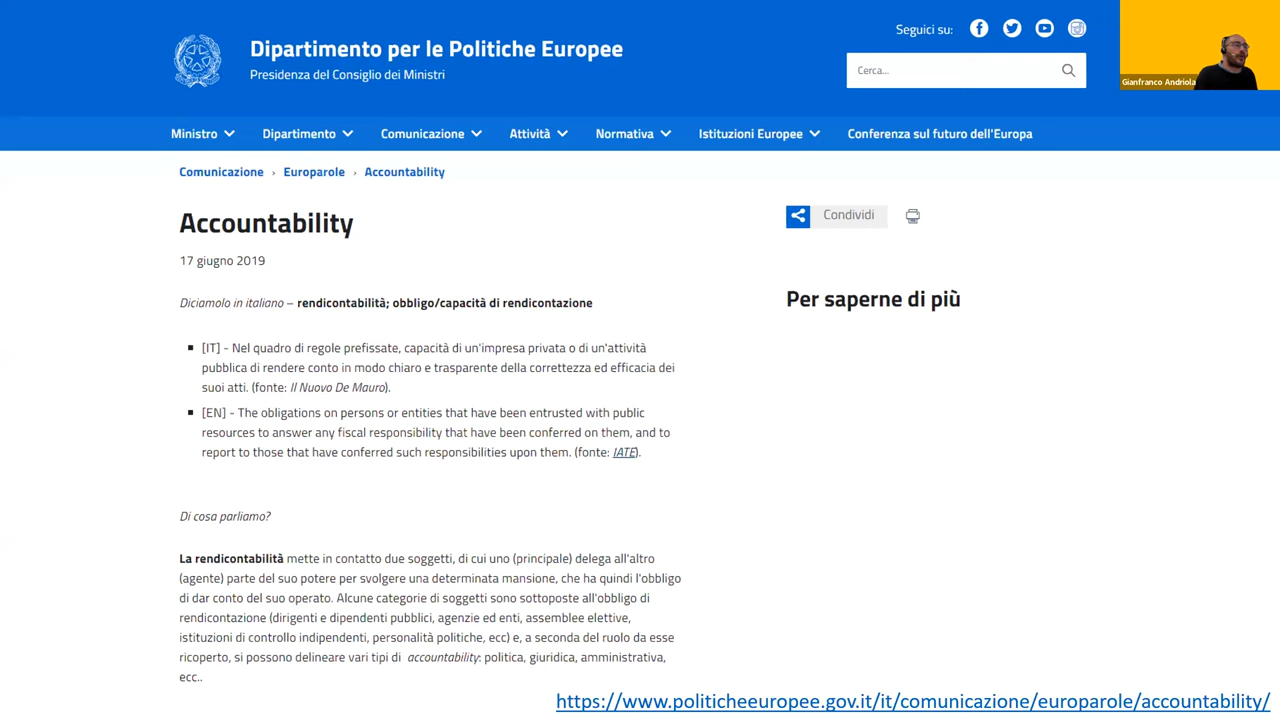 Dipartimento per le Politiche Europee
Presidenza del Consiglio dei Ministri
Seguici su:
Cerca...
Gianfranco Andriola
Ministro
Dipartimento
Comunicazione
Attività
Normativa
Istituzioni Europee
Conferenza sul futuro dell'Europa
Comunicazione › Europarole › Accountability
Accountability
17 giugno 2019
Diciamolo in italiano – rendicontabilità; obbligo/capacità di rendicontazione
[IT] - Nel quadro di regole prefissate, capacità di un'impresa privata o di un'attività
pubblica di rendere conto in modo chiaro e trasparente della correttezza ed efficacia dei
suoi atti. (fonte: Il Nuovo De Mauro).
[EN] - The obligations on persons or entities that have been entrusted with public
resources to answer any fiscal responsibility that have been conferred on them, and to
report to those that have conferred such responsibilities upon them. (fonte: IATE).
Di cosa parliamo?
La rendicontabilità mette in contatto due soggetti, di cui uno (principale) delega all'altro
(agente) parte del suo potere per svolgere una determinata mansione, che ha quindi l'obbligo
di dar conto del suo operato. Alcune categorie di soggetti sono sottoposte all'obbligo di
rendicontazione (dirigenti e dipendenti pubblici, agenzie ed enti, assemblee elettive,
istituzioni di controllo indipendenti, personalità politiche, ecc) e, a seconda del ruolo da esse
ricoperto, si possono delineare vari tipi di accountability: politica, giuridica, amministrativa,
ecc..
Condividi
Per saperne di più
https://www.politicheeuropee.gov.it/it/comunicazione/europarole/accountability/